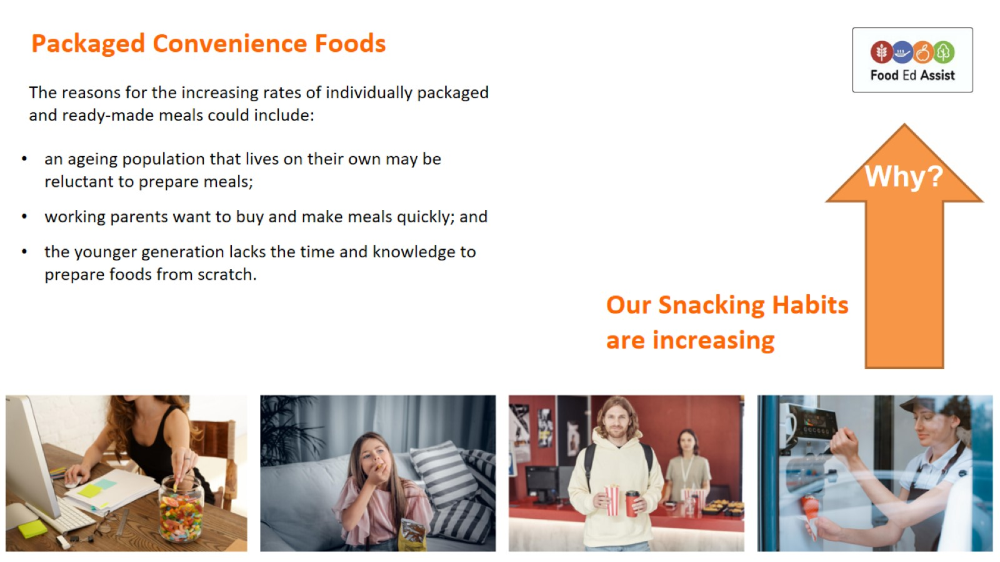 Packaged Convenience Foods
Food Ed Assist
The reasons for the increasing rates of individually packaged
and ready-made meals could include:
• an ageing population that lives on their own may be
reluctant to prepare meals;
• working parents want to buy and make meals quickly; and
• the younger generation lacks the time and knowledge to
prepare foods from scratch.
Why?
Our Snacking Habits
are increasing